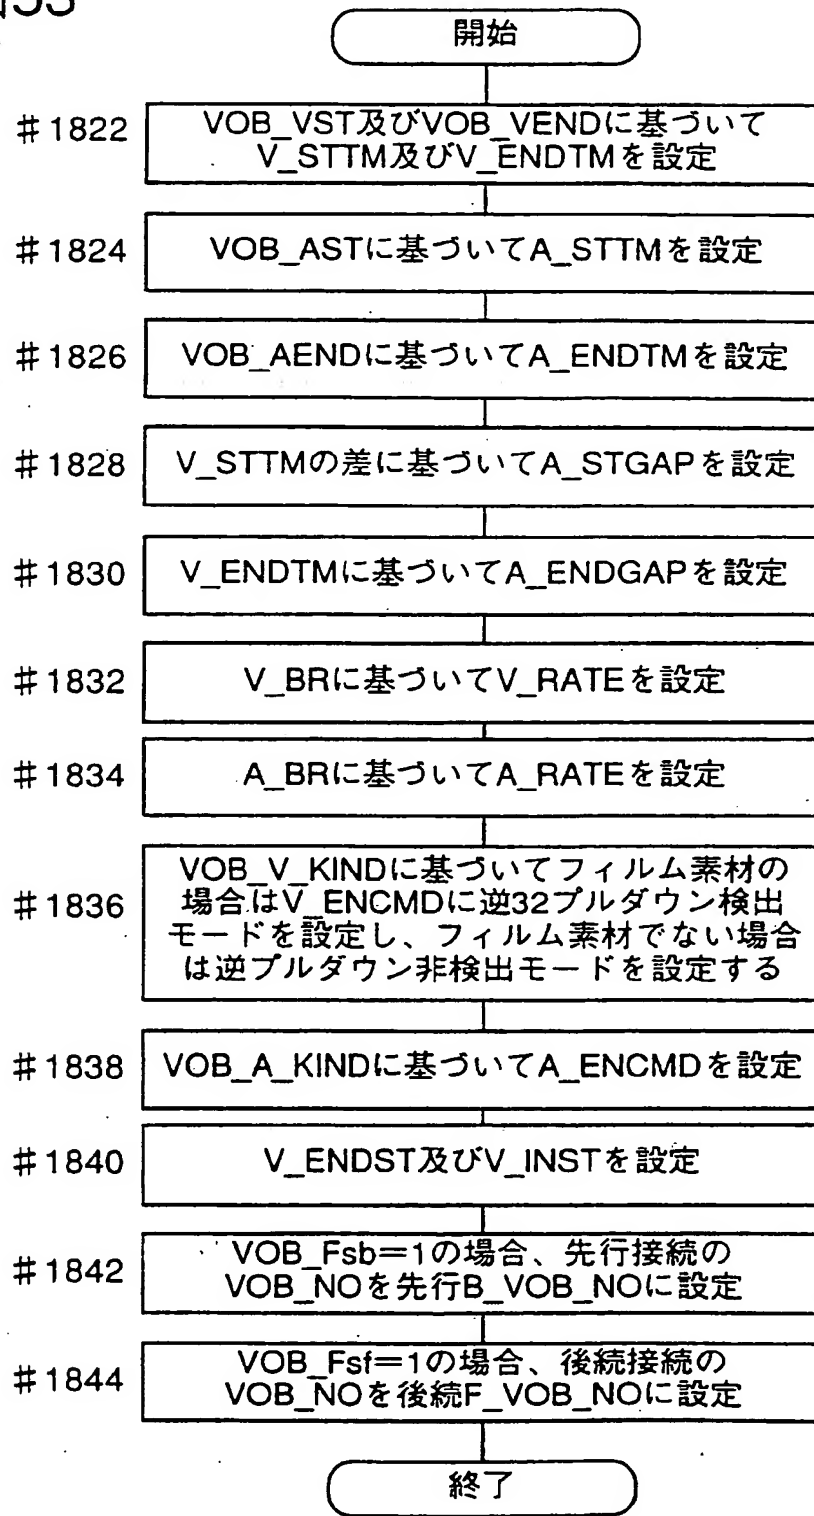 開始
#1822
VOB_VST及びVOB_VENDに基づいて
V_STTM及びV_ENDTMを設定
#1824
VOB_ASTに基づいてA_STTMを設定
#1826
VOB_AENDに基づいてA_ENDTMを設定
#1828
V_STTMの差に基づいてA_STGAPを設定
#1830
V_ENDTMに基づいてA_ENDGAPを設定
#1832
V_BRに基づいてV_RATEを設定
#1834
A_BRに基づいてA_RATEを設定
#1836
VOB_V_KINDに基づいてフィルム素材の
場合はV_ENCMDに逆32プルダウン検出
モードを設定し、フィルム素材でない場合
は逆プルダウン非検出モードを設定する
#1838
VOB_A_KINDに基づいてA_ENCMDを設定
#1840
V_ENDST及びV_INSTを設定
#1842
VOB_Fsb=1の場合、先行接続の
VOB_NOを先行B_VOB_NOに設定
#1844
VOB_Fsf=1の場合、後続接続の
VOB_NOを後続F_VOB_NOに設定
終了